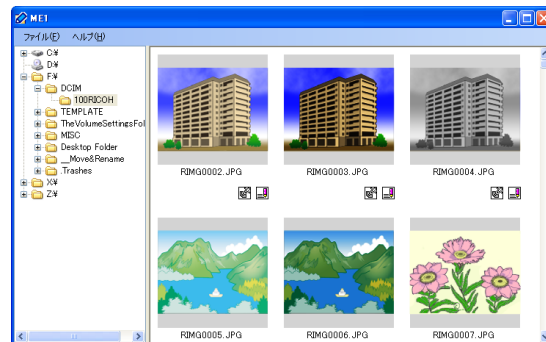 ME1
ファイル(F) ヘルプ(H)
C:¥
D:¥
F:¥
DCIM
100RICOH
TEMPLATE
TheVolumeSettingsFol
MISC
Desktop Folder
__Move&Rename
.Trashes
X:¥
Z:¥
RIMG0002.JPG RIMG0003.JPG RIMG0004.JPG
RIMG0005.JPG RIMG0006.JPG RIMG0007.JPG